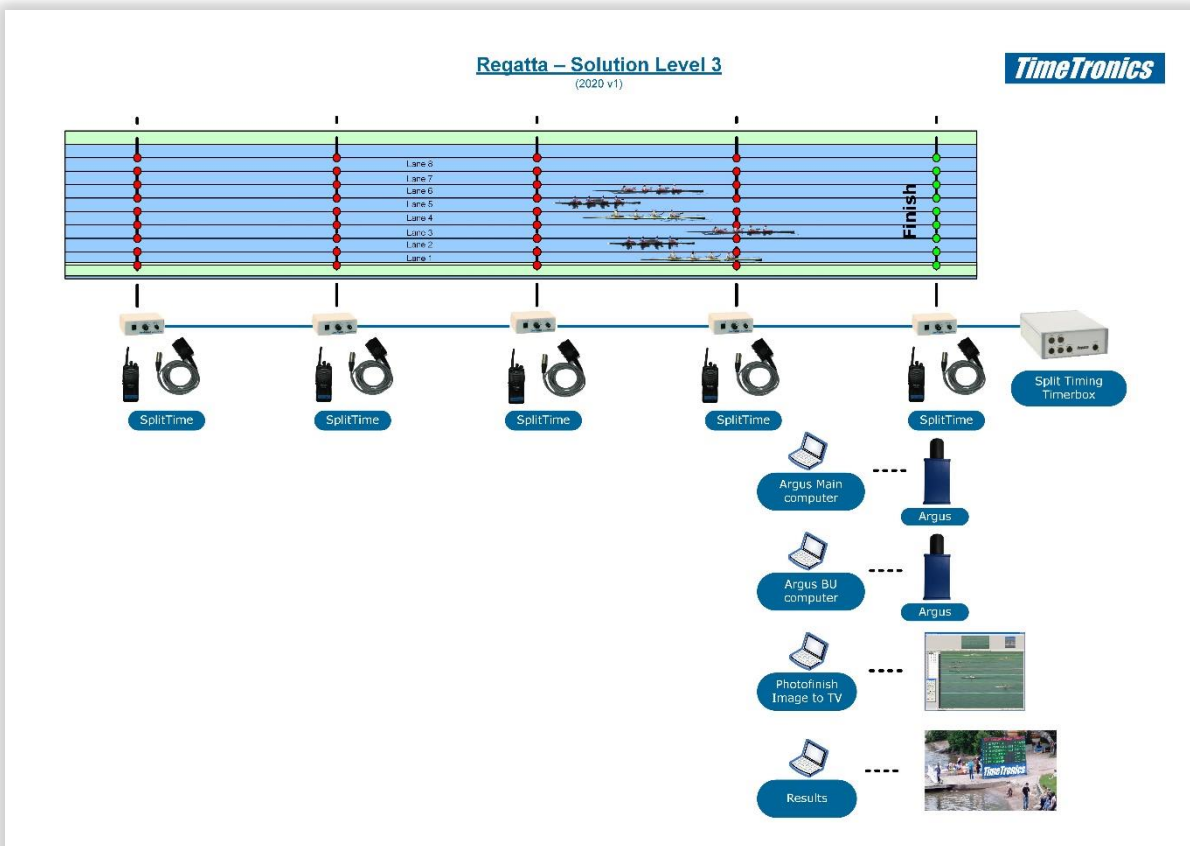 Regatta – Solution Level 3
(2020 v1)
TimeTronics
Lane 8
Lane 7
Lane 6
Lane 5
Lane 4
Lane 3
Lane 2
Lane 1
Finish
SplitTime
SplitTime
SplitTime
SplitTime
SplitTime
Split Timing
Timerbox
Argus Main
computer
Argus
Argus BU
computer
Argus
Photofinish
Image to TV
Results
TimeTronics